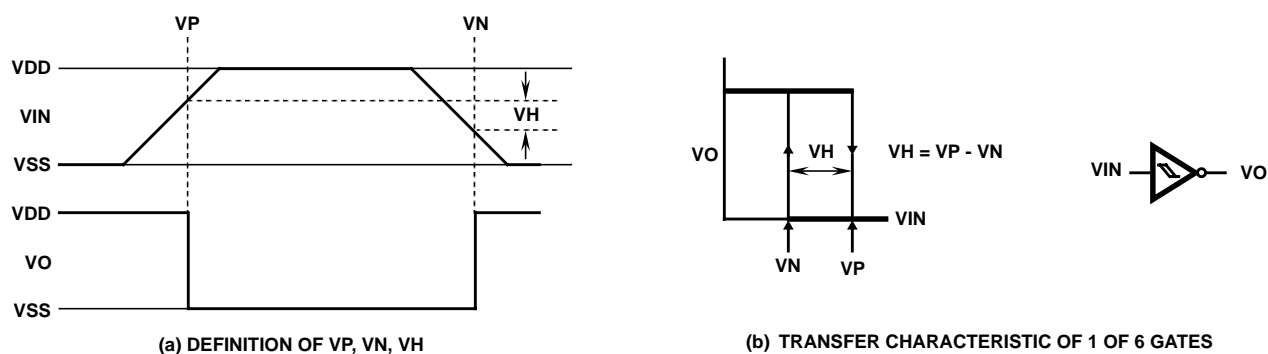 VP
VN
VDD
VIN
VH
VSS
VDD
VO
VSS
(a) DEFINITION OF VP, VN, VH
VO
VH
VH = VP - VN
VIN
VN
VP
VIN
VO
(b) TRANSFER CHARACTERISTIC OF 1 OF 6 GATES